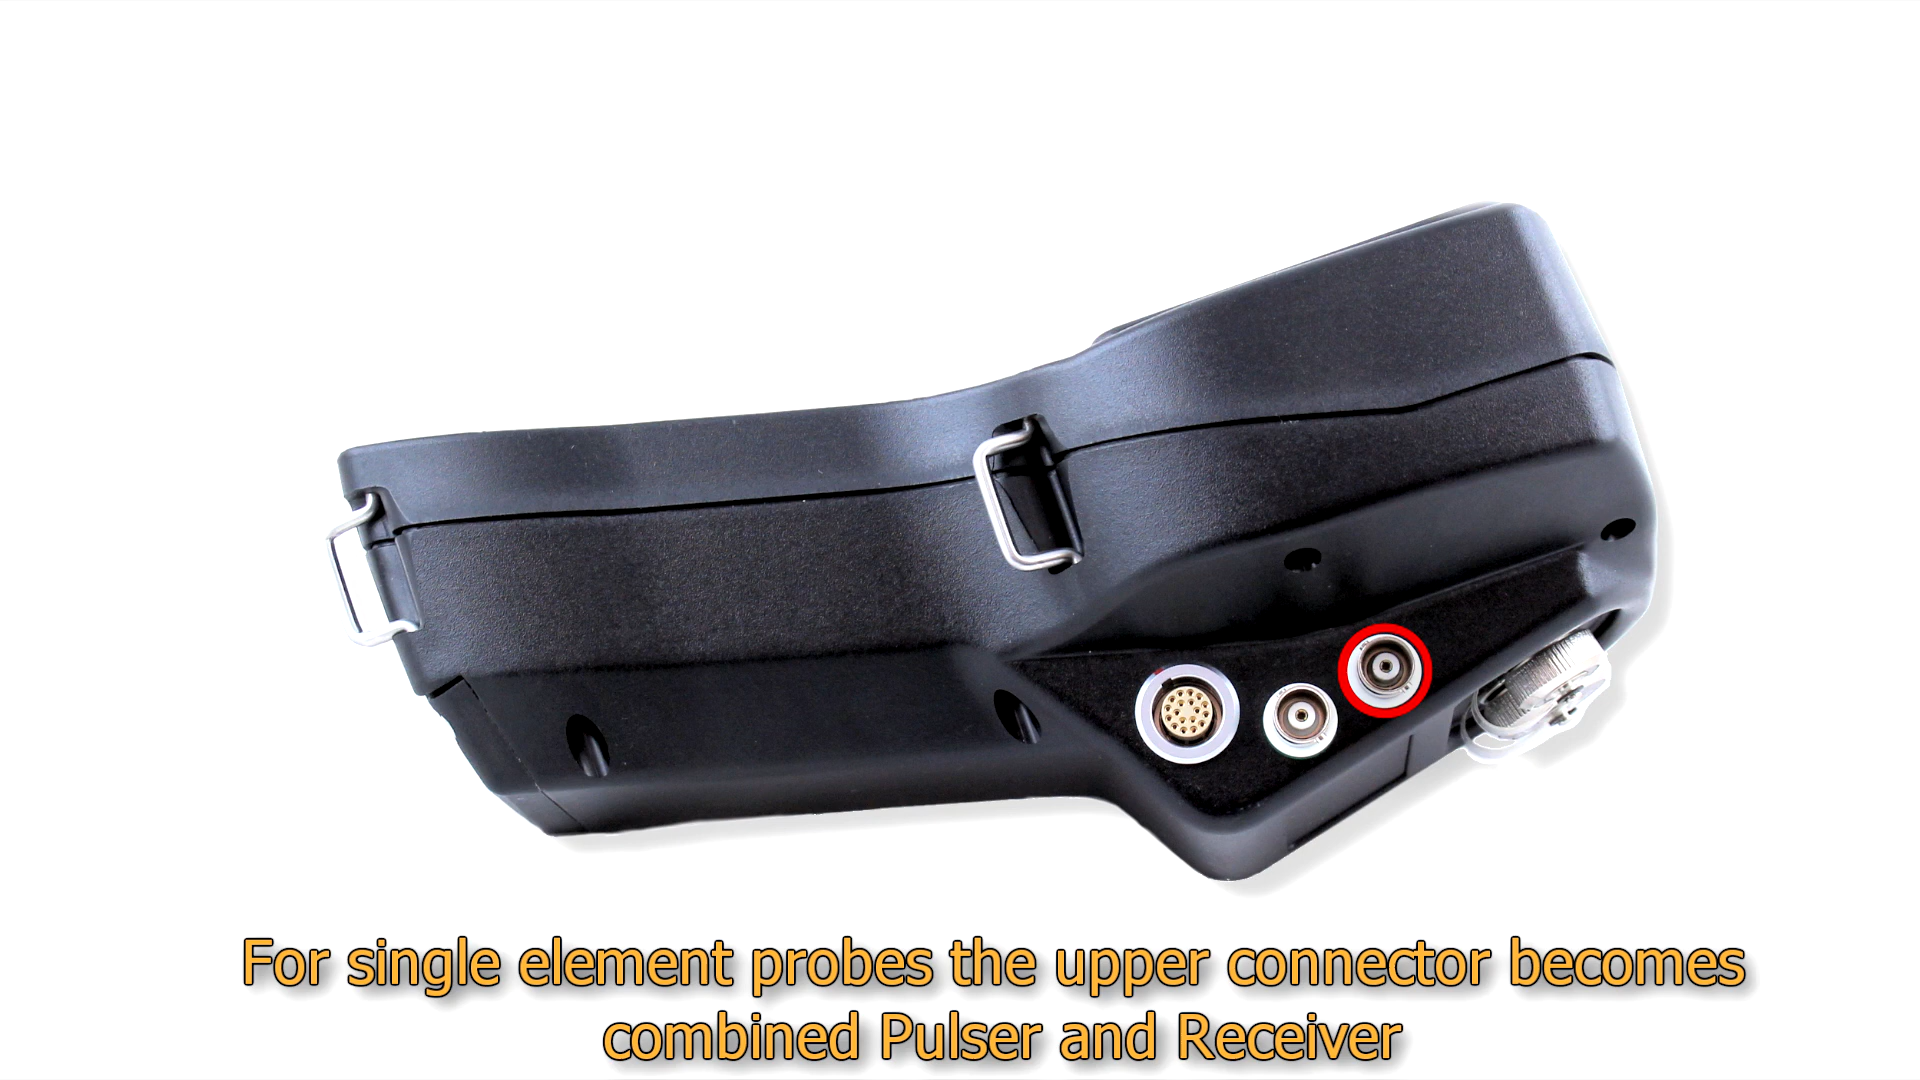 For single element probes the upper connector becomes
combined Pulser and Receiver